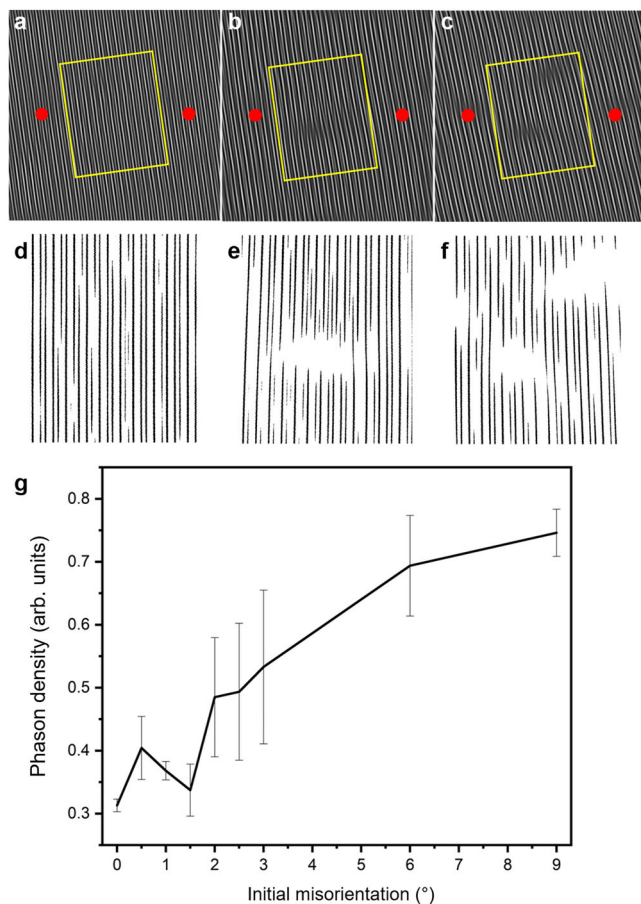 a b c
d e f
g
0.8
0.7
0.6
0.5
0.4
0.3
Phason density (arb. units)
0 1 2 3 4 5 6 7 8 9
Initial misorientation (°)